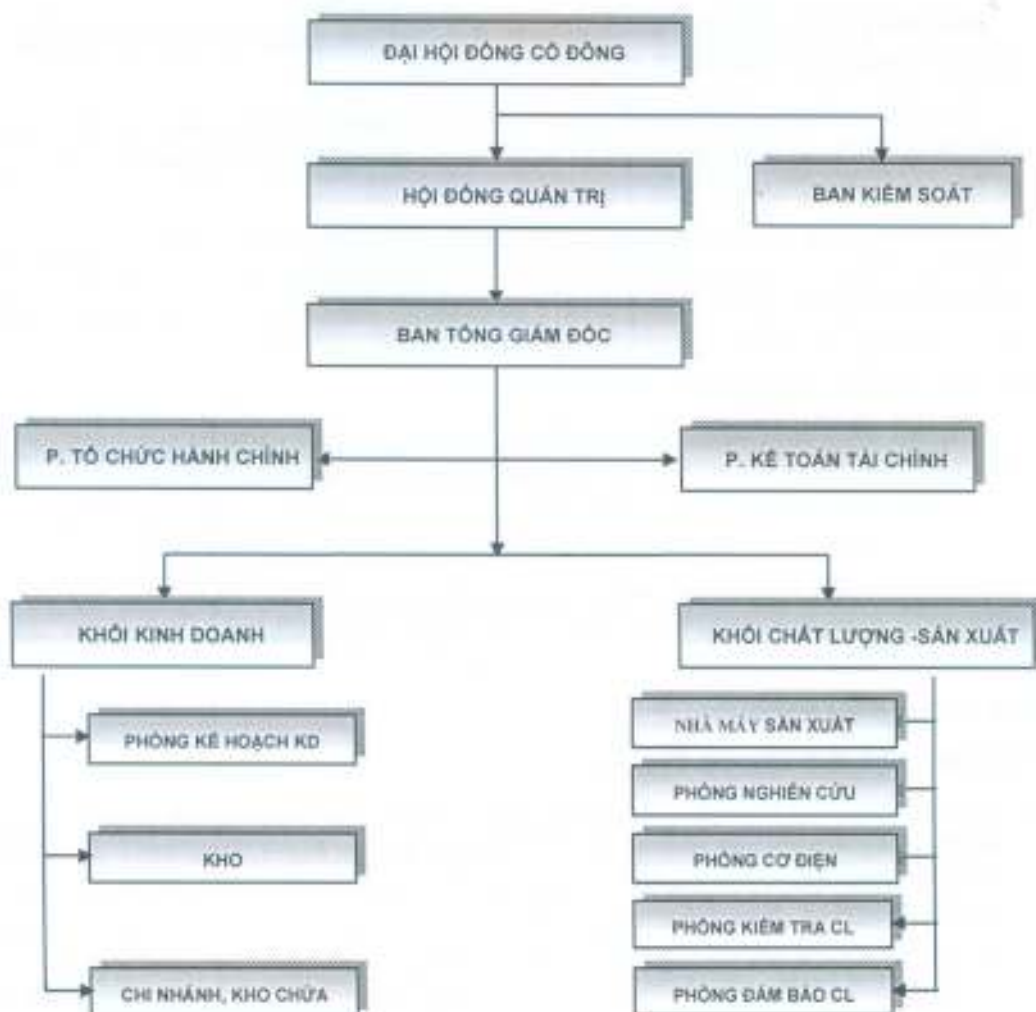 ĐẠI HỘI ĐỒNG CỔ ĐÔNG
HỘI ĐỒNG QUẢN TRỊ
BAN KIỂM SOÁT
BAN TỔNG GIÁM ĐỐC
P. TỔ CHỨC HÀNH CHÍNH
P. KẾ TOÁN TÀI CHÍNH
KHỐI KINH DOANH
KHỐI CHẤT LƯỢNG -SẢN XUẤT
PHÒNG KẾ HOẠCH KD
KHO
CHI NHÁNH, KHO CHỨA
NHÀ MÁY SẢN XUẤT
PHÒNG NGHIÊN CỨU
PHÒNG CƠ ĐIỆN
PHÒNG KIỂM TRA CL
PHÒNG ĐẢM BẢO CL